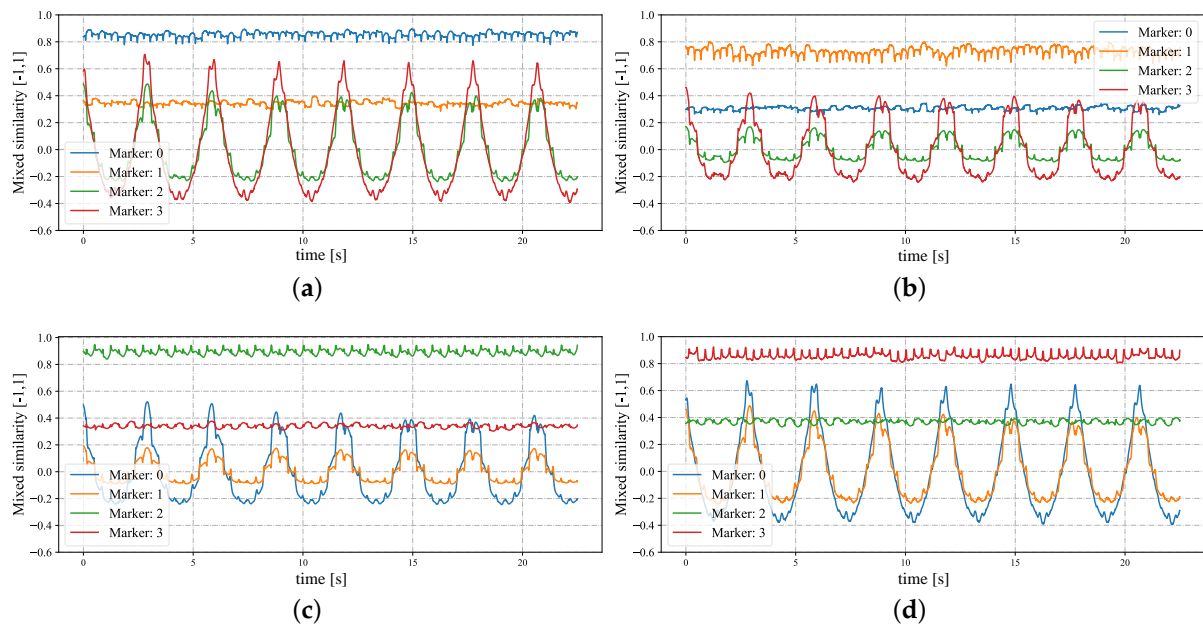 1.0
0.8
0.6
0.4
0.2
0.0
−0.2
−0.4
−0.6
Mixed similarity [-1,1]
Marker: 0
Marker: 1
Marker: 2
Marker: 3
0 5 10 15 20
time [s]
(a)
1.0
0.8
0.6
0.4
0.2
0.0
−0.2
−0.4
−0.6
Mixed similarity [-1,1]
Marker: 0
Marker: 1
Marker: 2
Marker: 3
0 5 10 15 20
time [s]
(b)
1.0
0.8
0.6
0.4
0.2
0.0
−0.2
−0.4
−0.6
Mixed similarity [-1,1]
Marker: 0
Marker: 1
Marker: 2
Marker: 3
0 5 10 15 20
time [s]
(c)
1.0
0.8
0.6
0.4
0.2
0.0
−0.2
−0.4
−0.6
Mixed similarity [-1,1]
Marker: 0
Marker: 1
Marker: 2
Marker: 3
0 5 10 15 20
time [s]
(d)